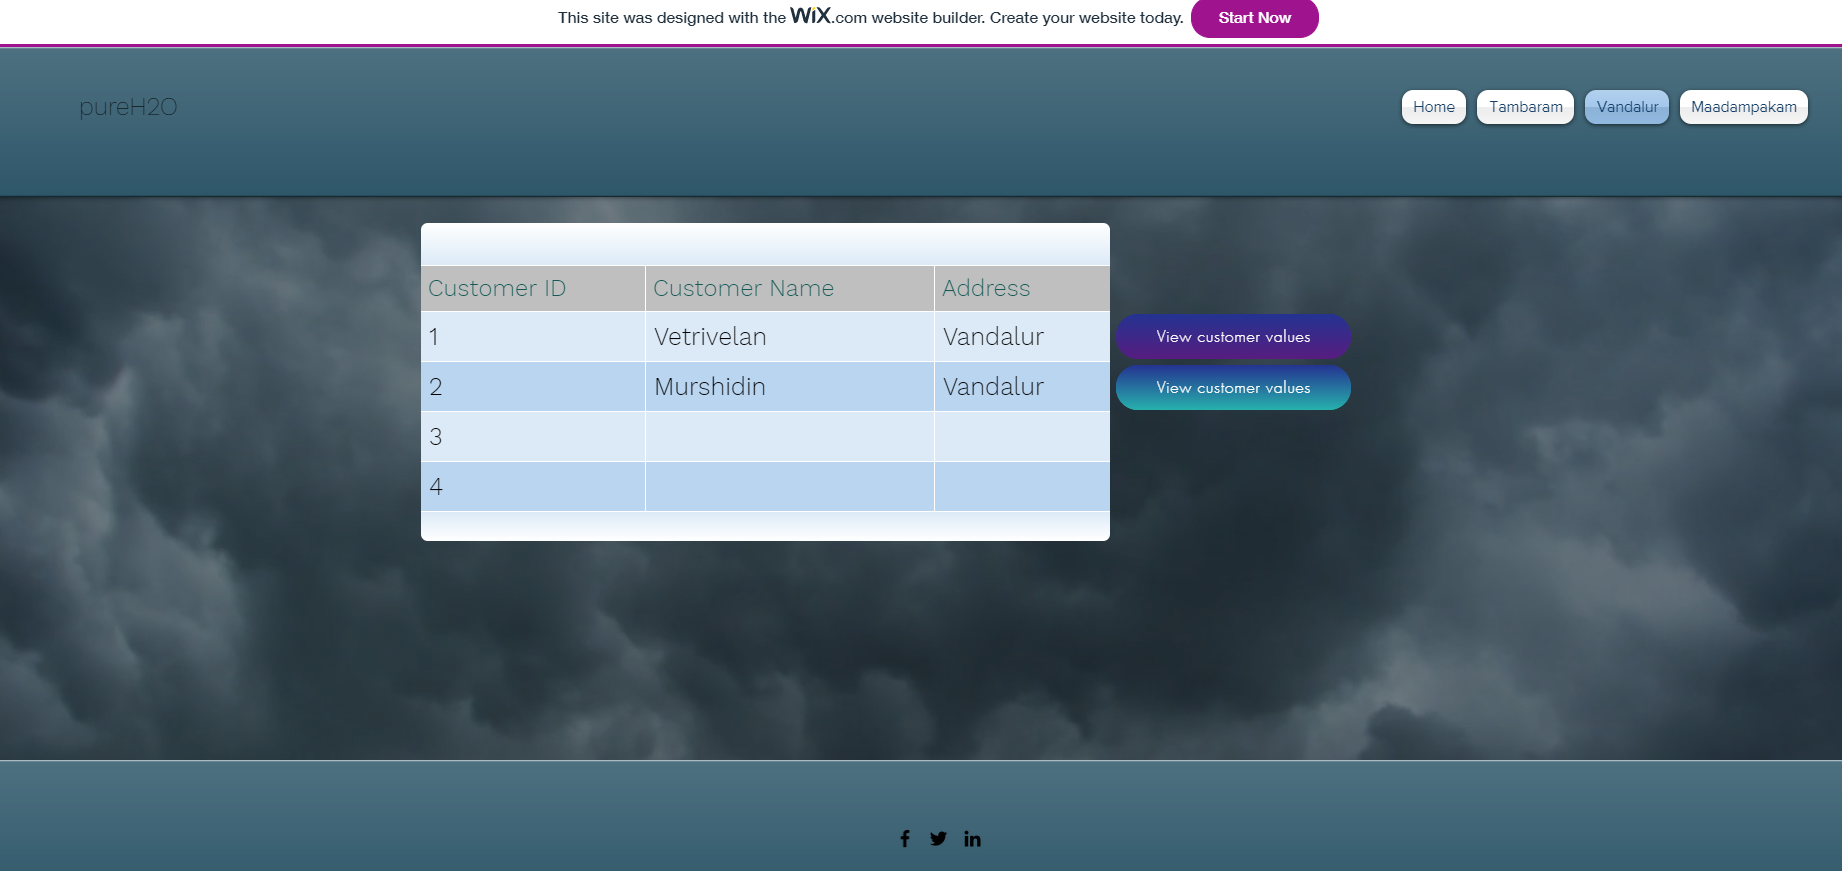 This site was designed with the WiX.com website builder. Create your website today. Start Now
pureH2O
Home Tambaram Vandalur Maadampakam
Customer ID Customer Name Address
1 Vetrivelan Vandalur View customer values
2 Murshidin Vandalur View customer values
3
4